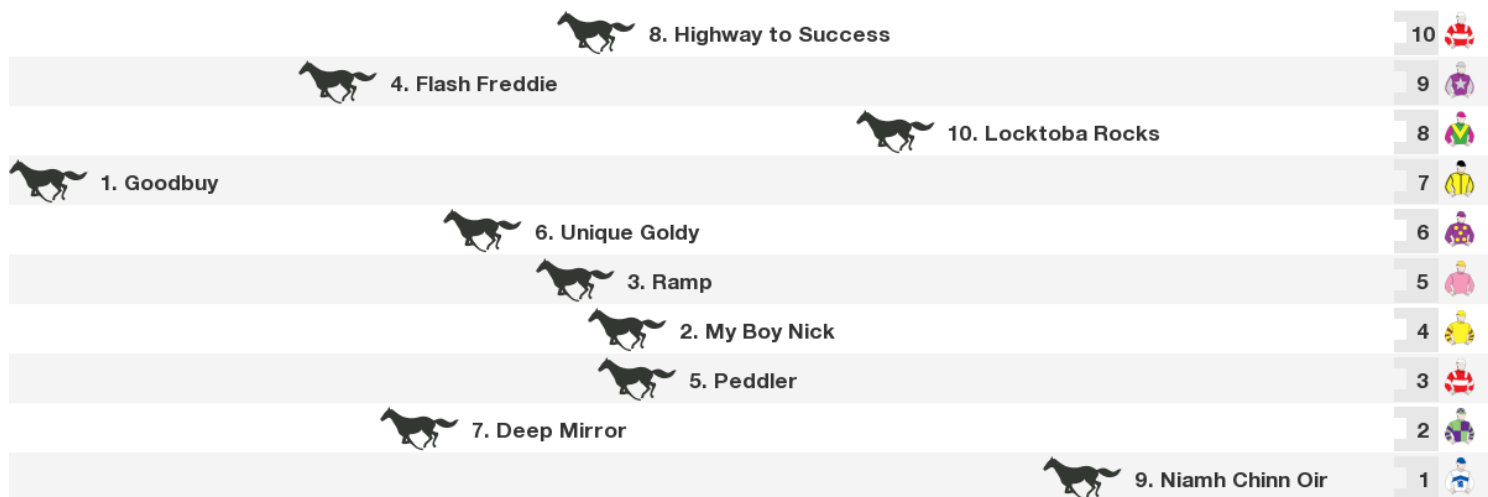 8. Highway to Success 10
4. Flash Freddie 9
10. Locktoba Rocks 8
1. Goodbuy 7
6. Unique Goldy 6
3. Ramp 5
2. My Boy Nick 4
5. Peddler 3
7. Deep Mirror 2
9. Niamh Chinn Oir 1